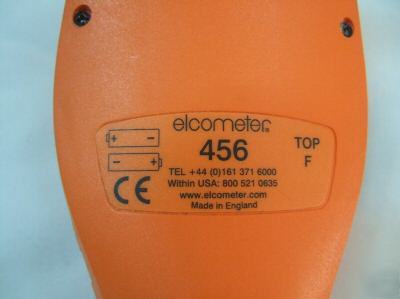 elcometer
456
TOP
F
TEL +44 (0)161 371 6000
Within USA: 800 521 0635
www.elcometer.com
Made in England
+ -
- +
CE